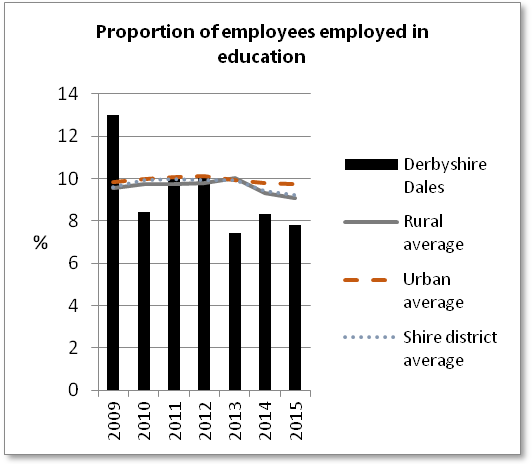 Proportion of employees employed in
education
14
12
10
8
6
4
2
0
%
2009
2010
2011
2012
2013
2014
2015
Derbyshire
Dales
Rural
average
Urban
average
Shire district
average